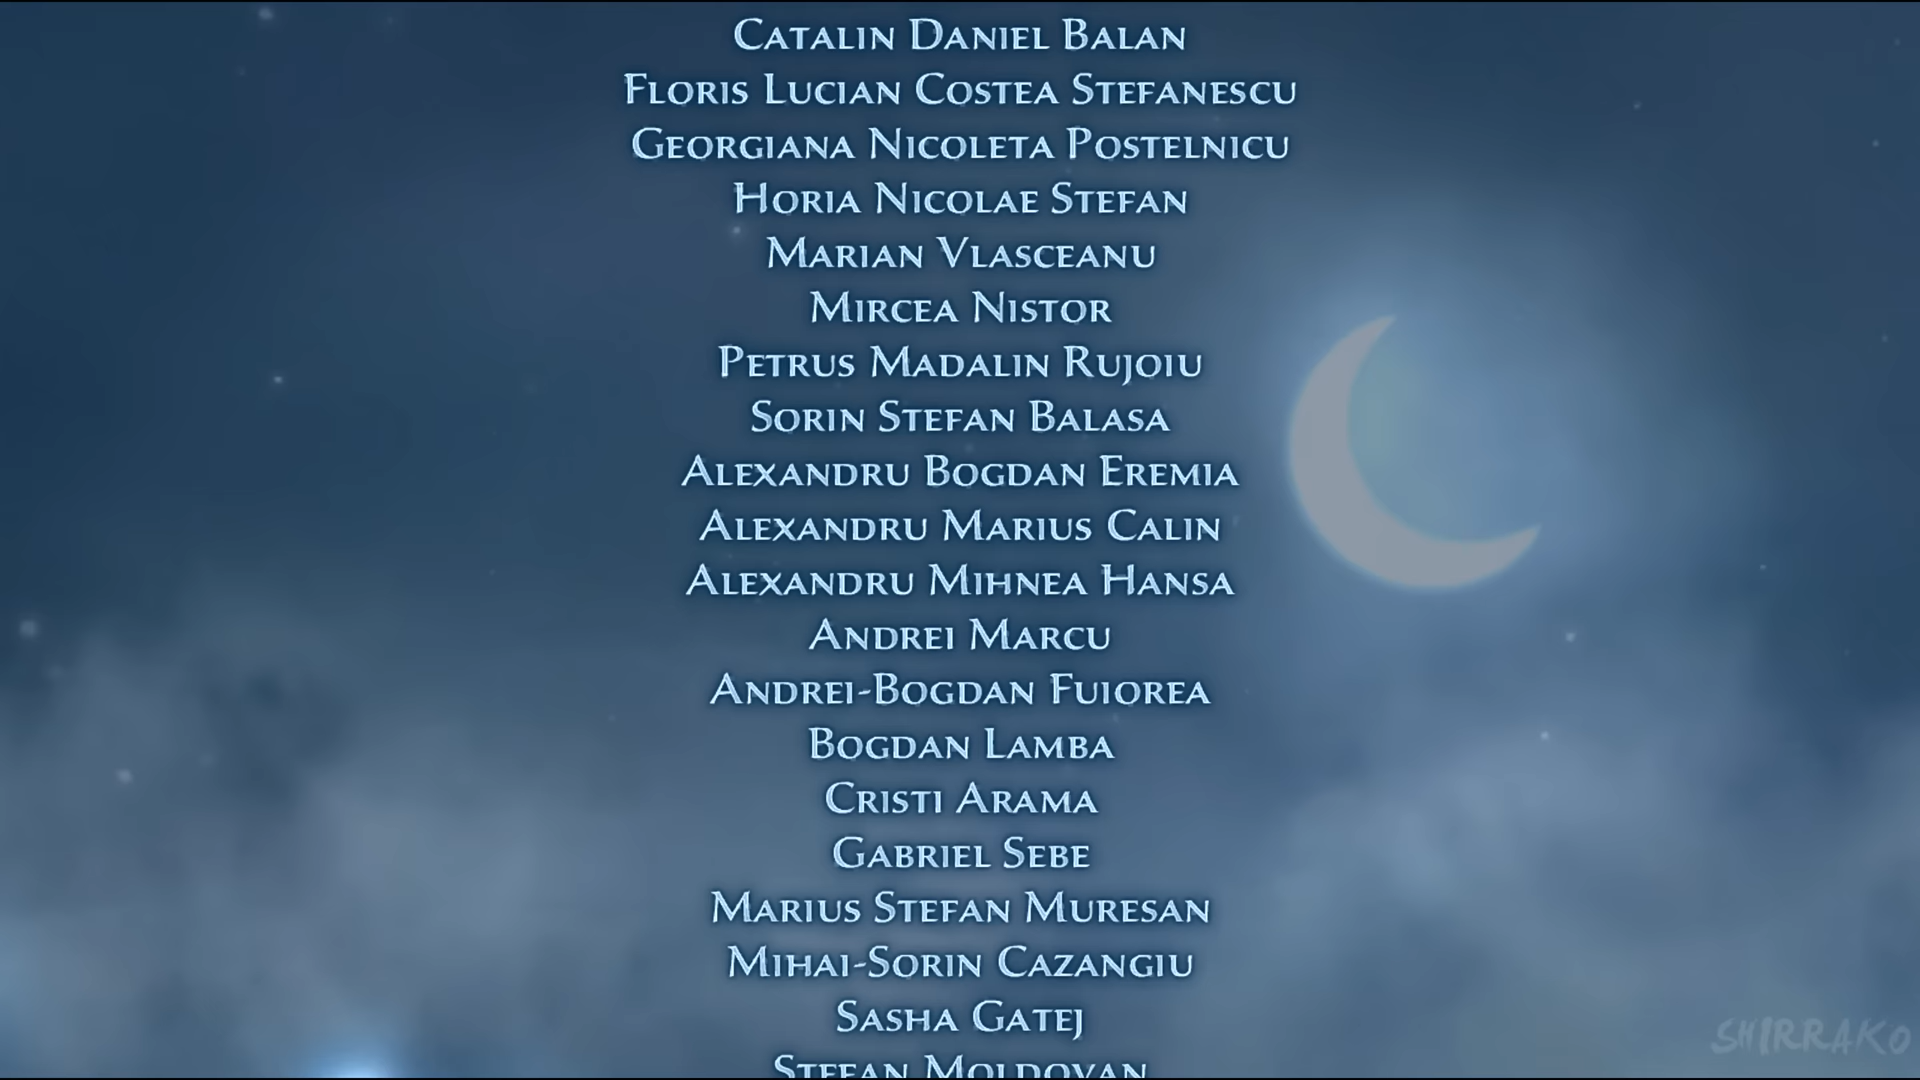 Catalin Daniel Balan
Floris Lucian Costea Stefanescu
Georgiana Nicoleta Postelnicu
Horia Nicolae Stefan
Marian Vlasceanu
Mircea Nistor
Petrus Madalin Rujoiu
Sorin Stefan Balasa
Alexandru Bogdan Eremia
Alexandru Marius Calin
Alexandru Mihnea Hansa
Andrei Marcu
Andrei-Bogdan Fuiorea
Bogdan Lamba
Cristi Arama
Gabriel Sebe
Marius Stefan Muresan
Mihai-Sorin Cazangiu
Sasha Gatej
Stefan Moldovan
SHIRRAKO